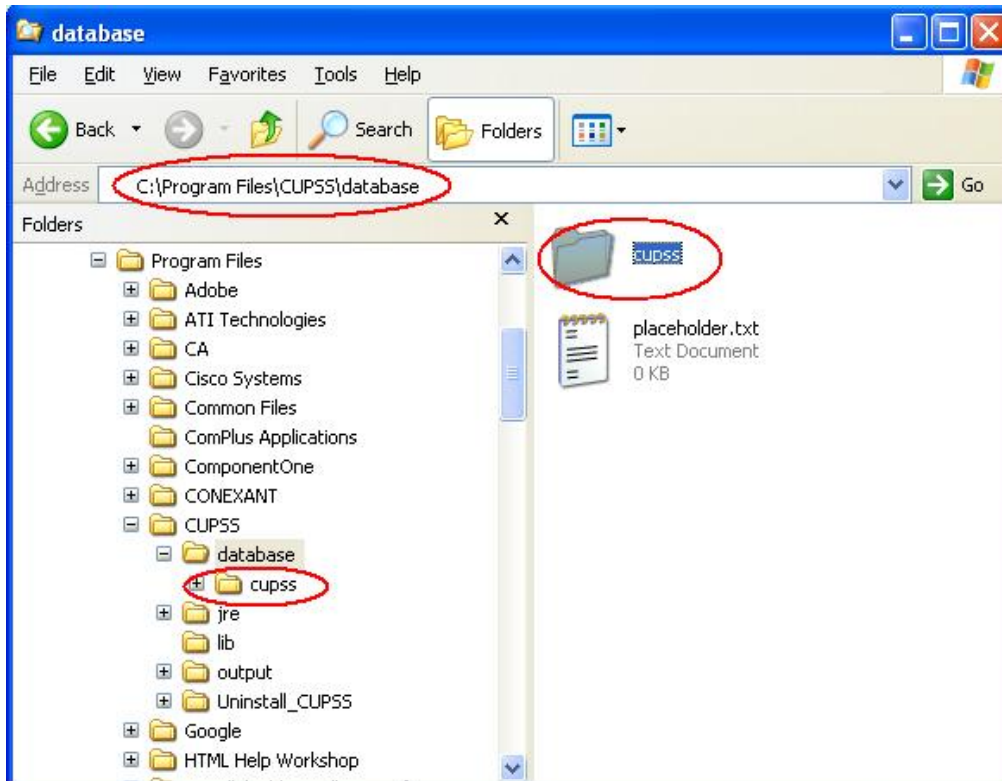 database
File Edit View Favorites Tools Help
Back Search Folders
Address C:\Program Files\CUPSS\database Go
Folders x
Program Files
Adobe
ATI Technologies
CA
Cisco Systems
Common Files
ComPlus Applications
ComponentOne
CONEXANT
CUPSS
database
cupss
jre
lib
output
Uninstall_CUPSS
Google
HTML Help Workshop
cupss
placeholder.txt
Text Document
0 KB